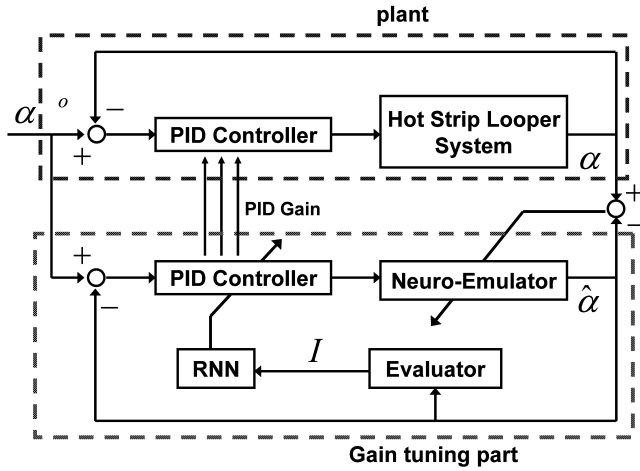 plant
α °
−
+
PID Controller
Hot Strip Looper
System
α
+
−
PID Gain
+
−
PID Controller
Neuro-Emulator
α̂
RNN
I
Evaluator
Gain tuning part